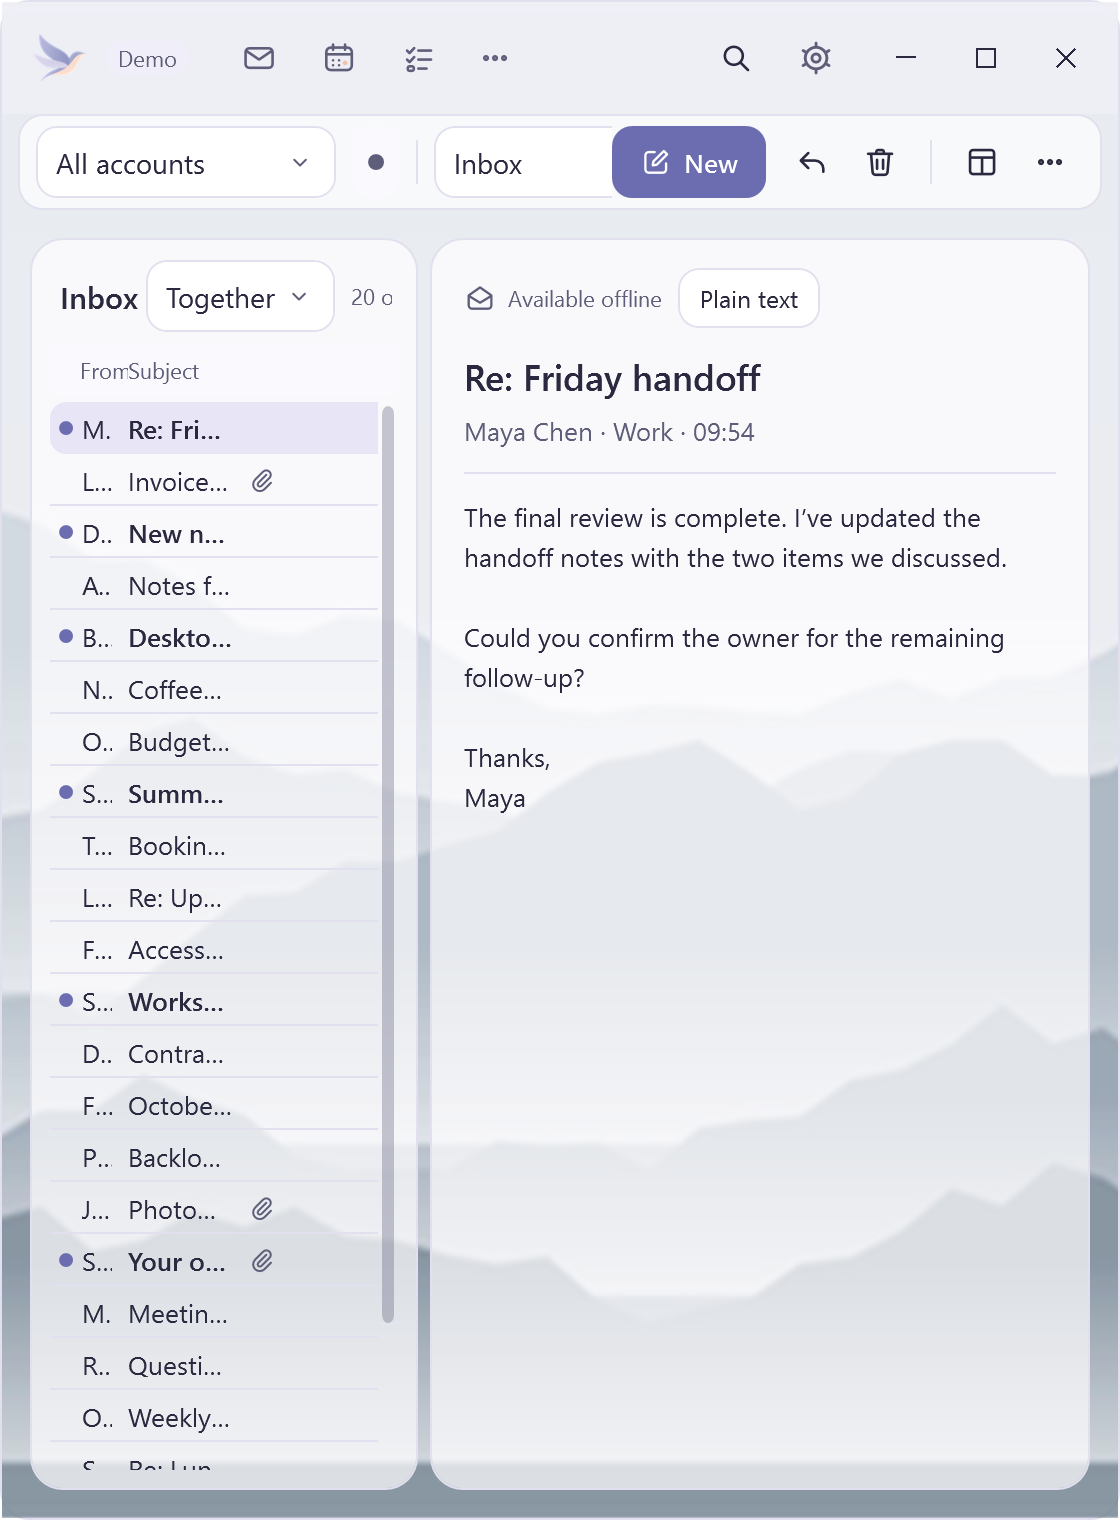 Demo
All accounts
Inbox
New
Inbox
Together
20 o
From
Subject
M. Re: Fri...
L... Invoice...
D.. New n...
A.. Notes f...
B.. Deskto...
N.. Coffee...
O.. Budget...
S... Summ...
T... Bookin...
L... Re: Up...
F... Access...
S... Works...
D.. Contra...
F... Octobe...
P... Backlo...
J... Photo...
S... Your o...
M. Meetin...
R.. Questi...
O.. Weekly...
Available offline
Plain text
Re: Friday handoff
Maya Chen · Work · 09:54
The final review is complete. I’ve updated the
handoff notes with the two items we discussed.
Could you confirm the owner for the remaining
follow-up?
Thanks,
Maya